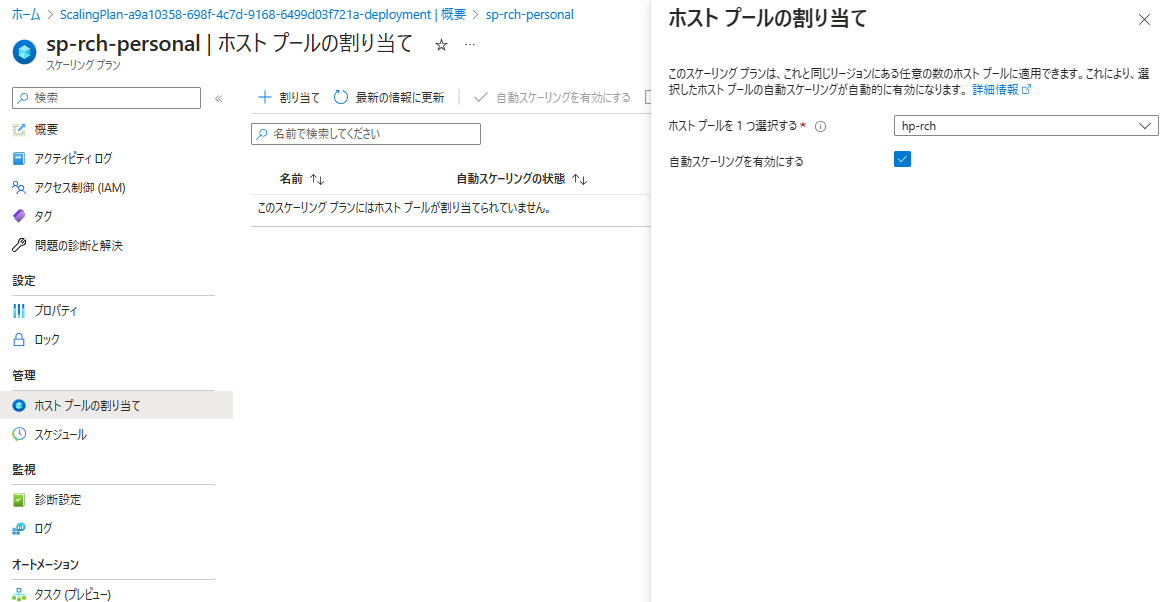 ホーム > ScalingPlan-a9a10358-698f-4c7d-9168-6499d03f721a-deployment | 概要 > sp-rch-personal
sp-rch-personal | ホスト プールの割り当て
スケーリング プラン
検索
概要
アクティビティ ログ
アクセス制御 (IAM)
タグ
問題の診断と解決
設定
プロパティ
ロック
管理
ホスト プールの割り当て
スケジュール
監視
診断設定
ログ
オートメーション
タスク (プレビュー)
割り当て 最新の情報に更新 自動スケーリングを有効にする
名前で検索してください
名前 自動スケーリングの状態
このスケーリング プランにはホスト プールが割り当てられていません。
ホスト プールの割り当て
このスケーリング プランは、これと同じリージョンにある任意の数のホスト プールに適用できます。これにより、選
択したホスト プールの自動スケーリングが自動的に有効になります。 詳細情報
ホスト プールを 1 つ選択する * hp-rch
自動スケーリングを有効にする